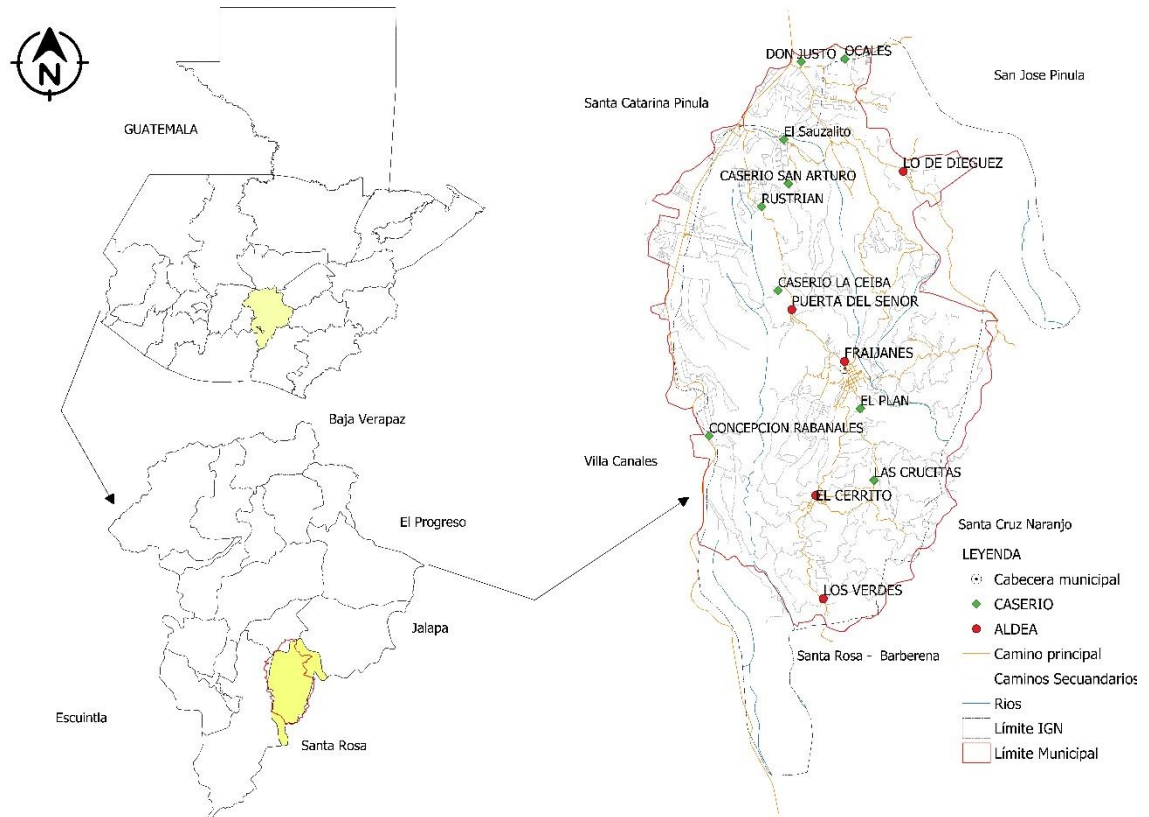 N
GUATEMALA
Baja Verapaz
El Progreso
Jalapa
Escuintla
Santa Rosa
DON JUSTO
OCALES
San Jose Pinula
Santa Catarina Pinula
El Sauzalito
LO DE DIEGUEZ
CASERIO SAN ARTURO
RUSTRIAN
CASERIO LA CEIBA
PUERTA DEL SENOR
FRAIJANES
EL PLAN
CONCEPCION RABANALES
Villa Canales
LAS CRUCITAS
EL CERRITO
Santa Cruz Naranjo
LOS VERDES
Santa Rosa - Barberena
LEYENDA
Cabecera municipal
CASERIO
ALDEA
Camino principal
Caminos Secuandarios
Rios
Límite IGN
Límite Municipal